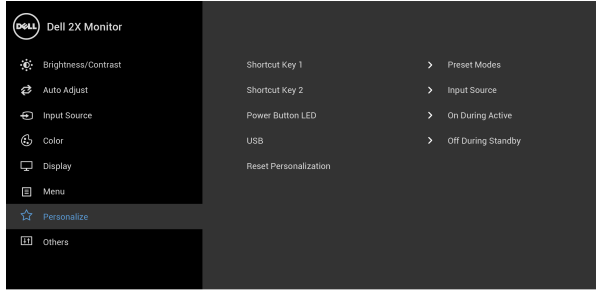 DELL Dell 2X Monitor
Brightness/Contrast
Auto Adjust
Input Source
Color
Display
Menu
Personalize
Others
Shortcut Key 1 > Preset Modes
Shortcut Key 2 > Input Source
Power Button LED > On During Active
USB > Off During Standby
Reset Personalization